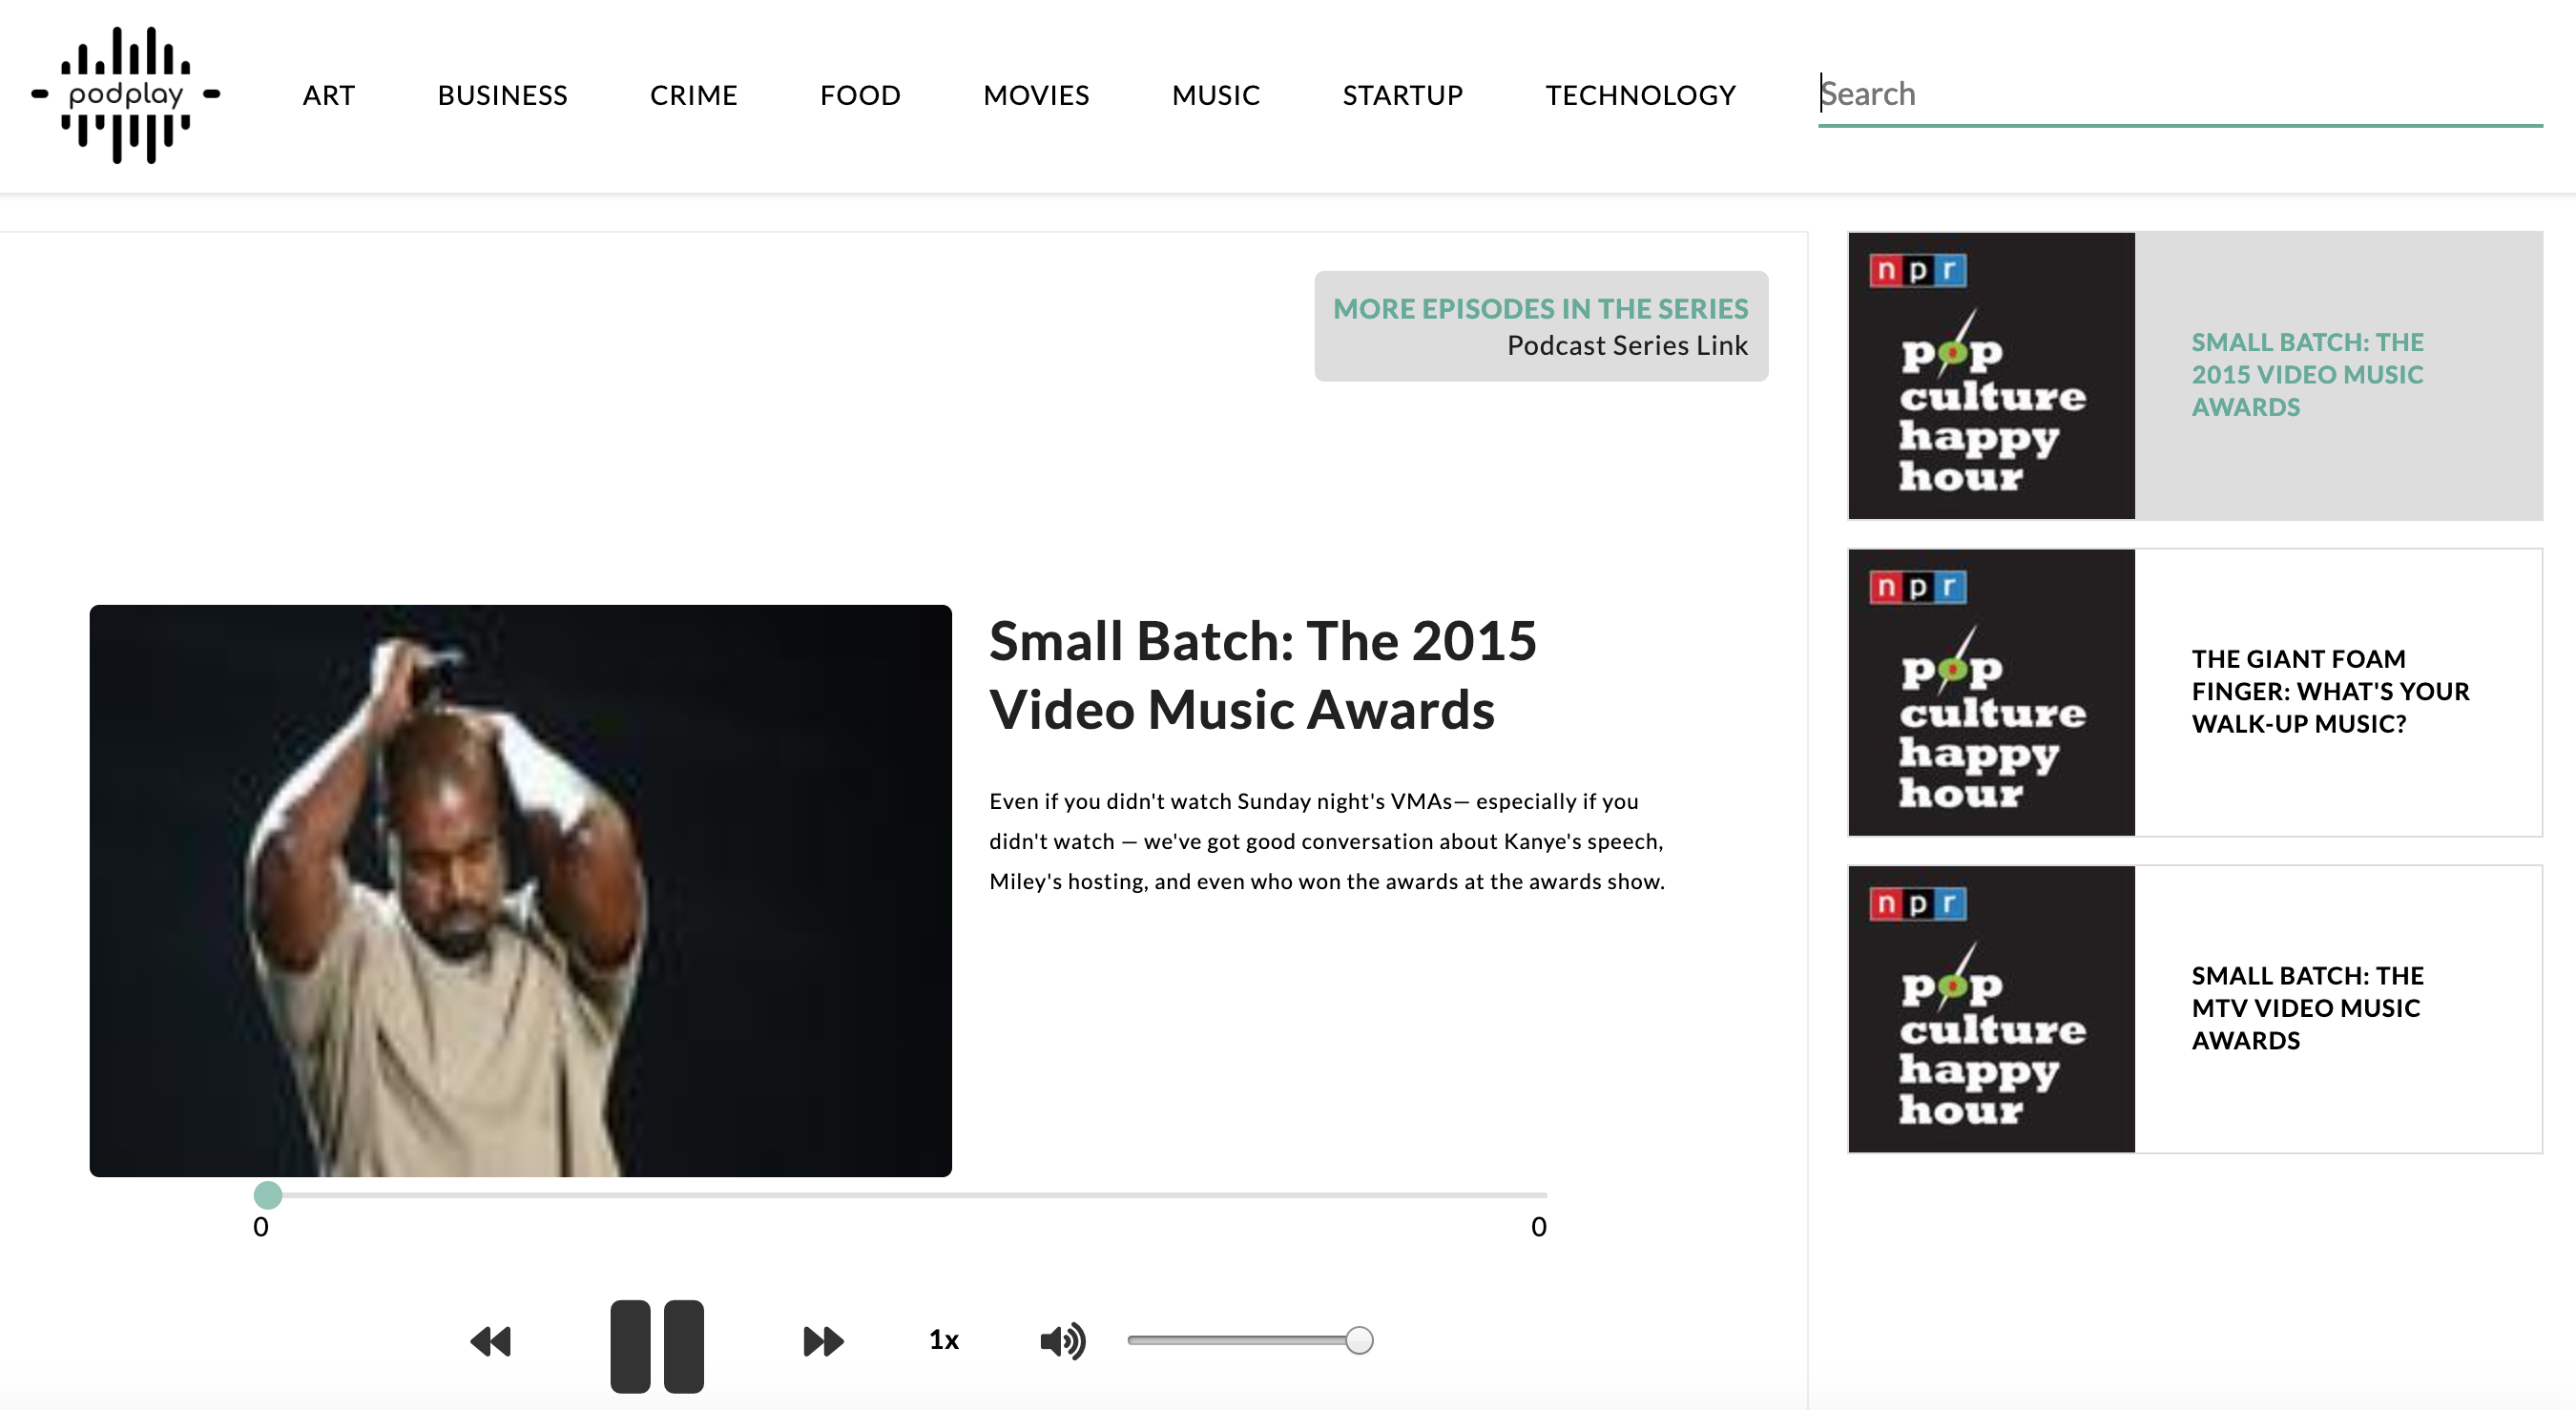 podplay
ART
BUSINESS
CRIME
FOOD
MOVIES
MUSIC
STARTUP
TECHNOLOGY
Search
MORE EPISODES IN THE SERIES
Podcast Series Link
Small Batch: The 2015
Video Music Awards
Even if you didn't watch Sunday night's VMAs— especially if you
didn't watch — we've got good conversation about Kanye's speech,
Miley's hosting, and even who won the awards at the awards show.
0
0
1x
npr
pop
culture
happy
hour
SMALL BATCH: THE
2015 VIDEO MUSIC
AWARDS
npr
pop
culture
happy
hour
THE GIANT FOAM
FINGER: WHAT'S YOUR
WALK-UP MUSIC?
npr
pop
culture
happy
hour
SMALL BATCH: THE
MTV VIDEO MUSIC
AWARDS